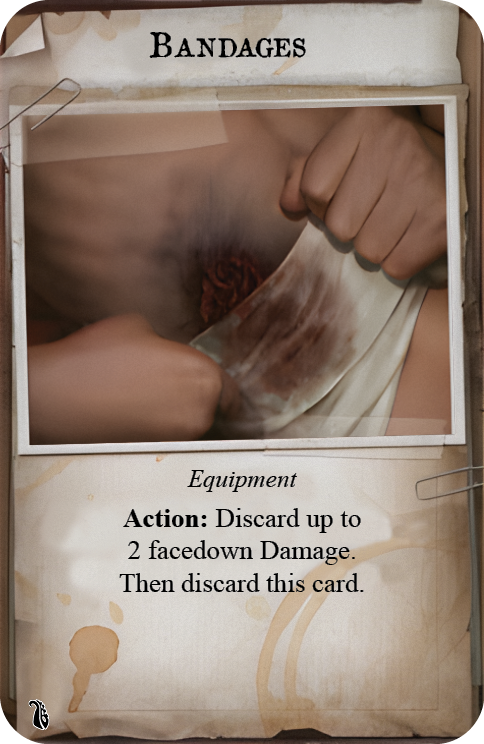 BANDAGES
Equipment
Action: Discard up to
2 facedown Damage.
Then discard this card.